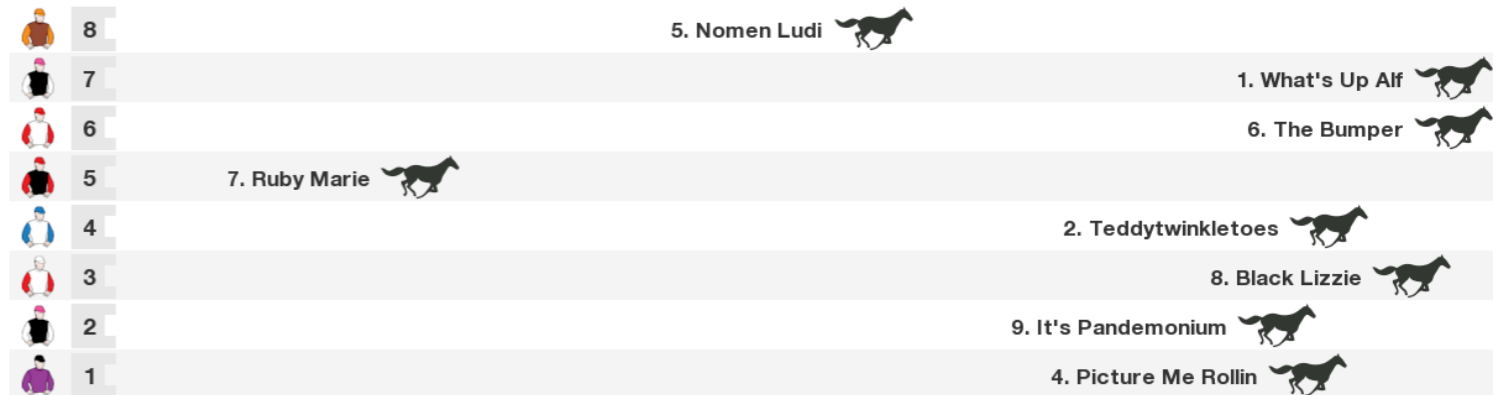 8 5. Nomen Ludi
7 1. What's Up Alf
6 6. The Bumper
5 7. Ruby Marie
4 2. Teddytwinkletoes
3 8. Black Lizzie
2 9. It's Pandemonium
1 4. Picture Me Rollin